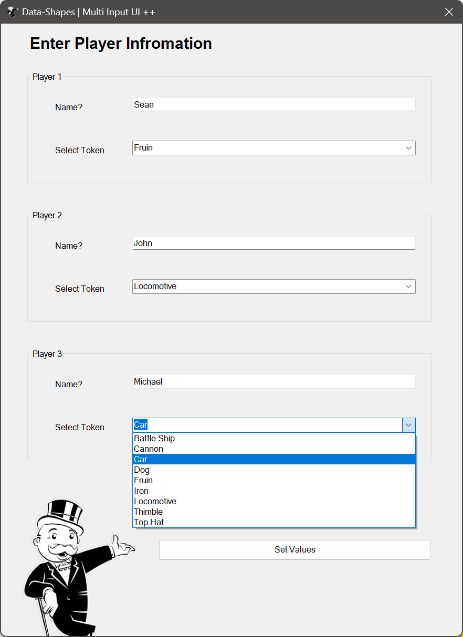 Data-Shapes | Multi Input UI ++
Enter Player Infromation
Player 1
Name?
Sean
Select Token
Fruin
Player 2
Name?
John
Select Token
Locomotive
Player 3
Name?
Michael
Select Token
Car
Battle Ship
Cannon
Car
Dog
Fruin
Iron
Locomotive
Thimble
Top Hat
Set Values